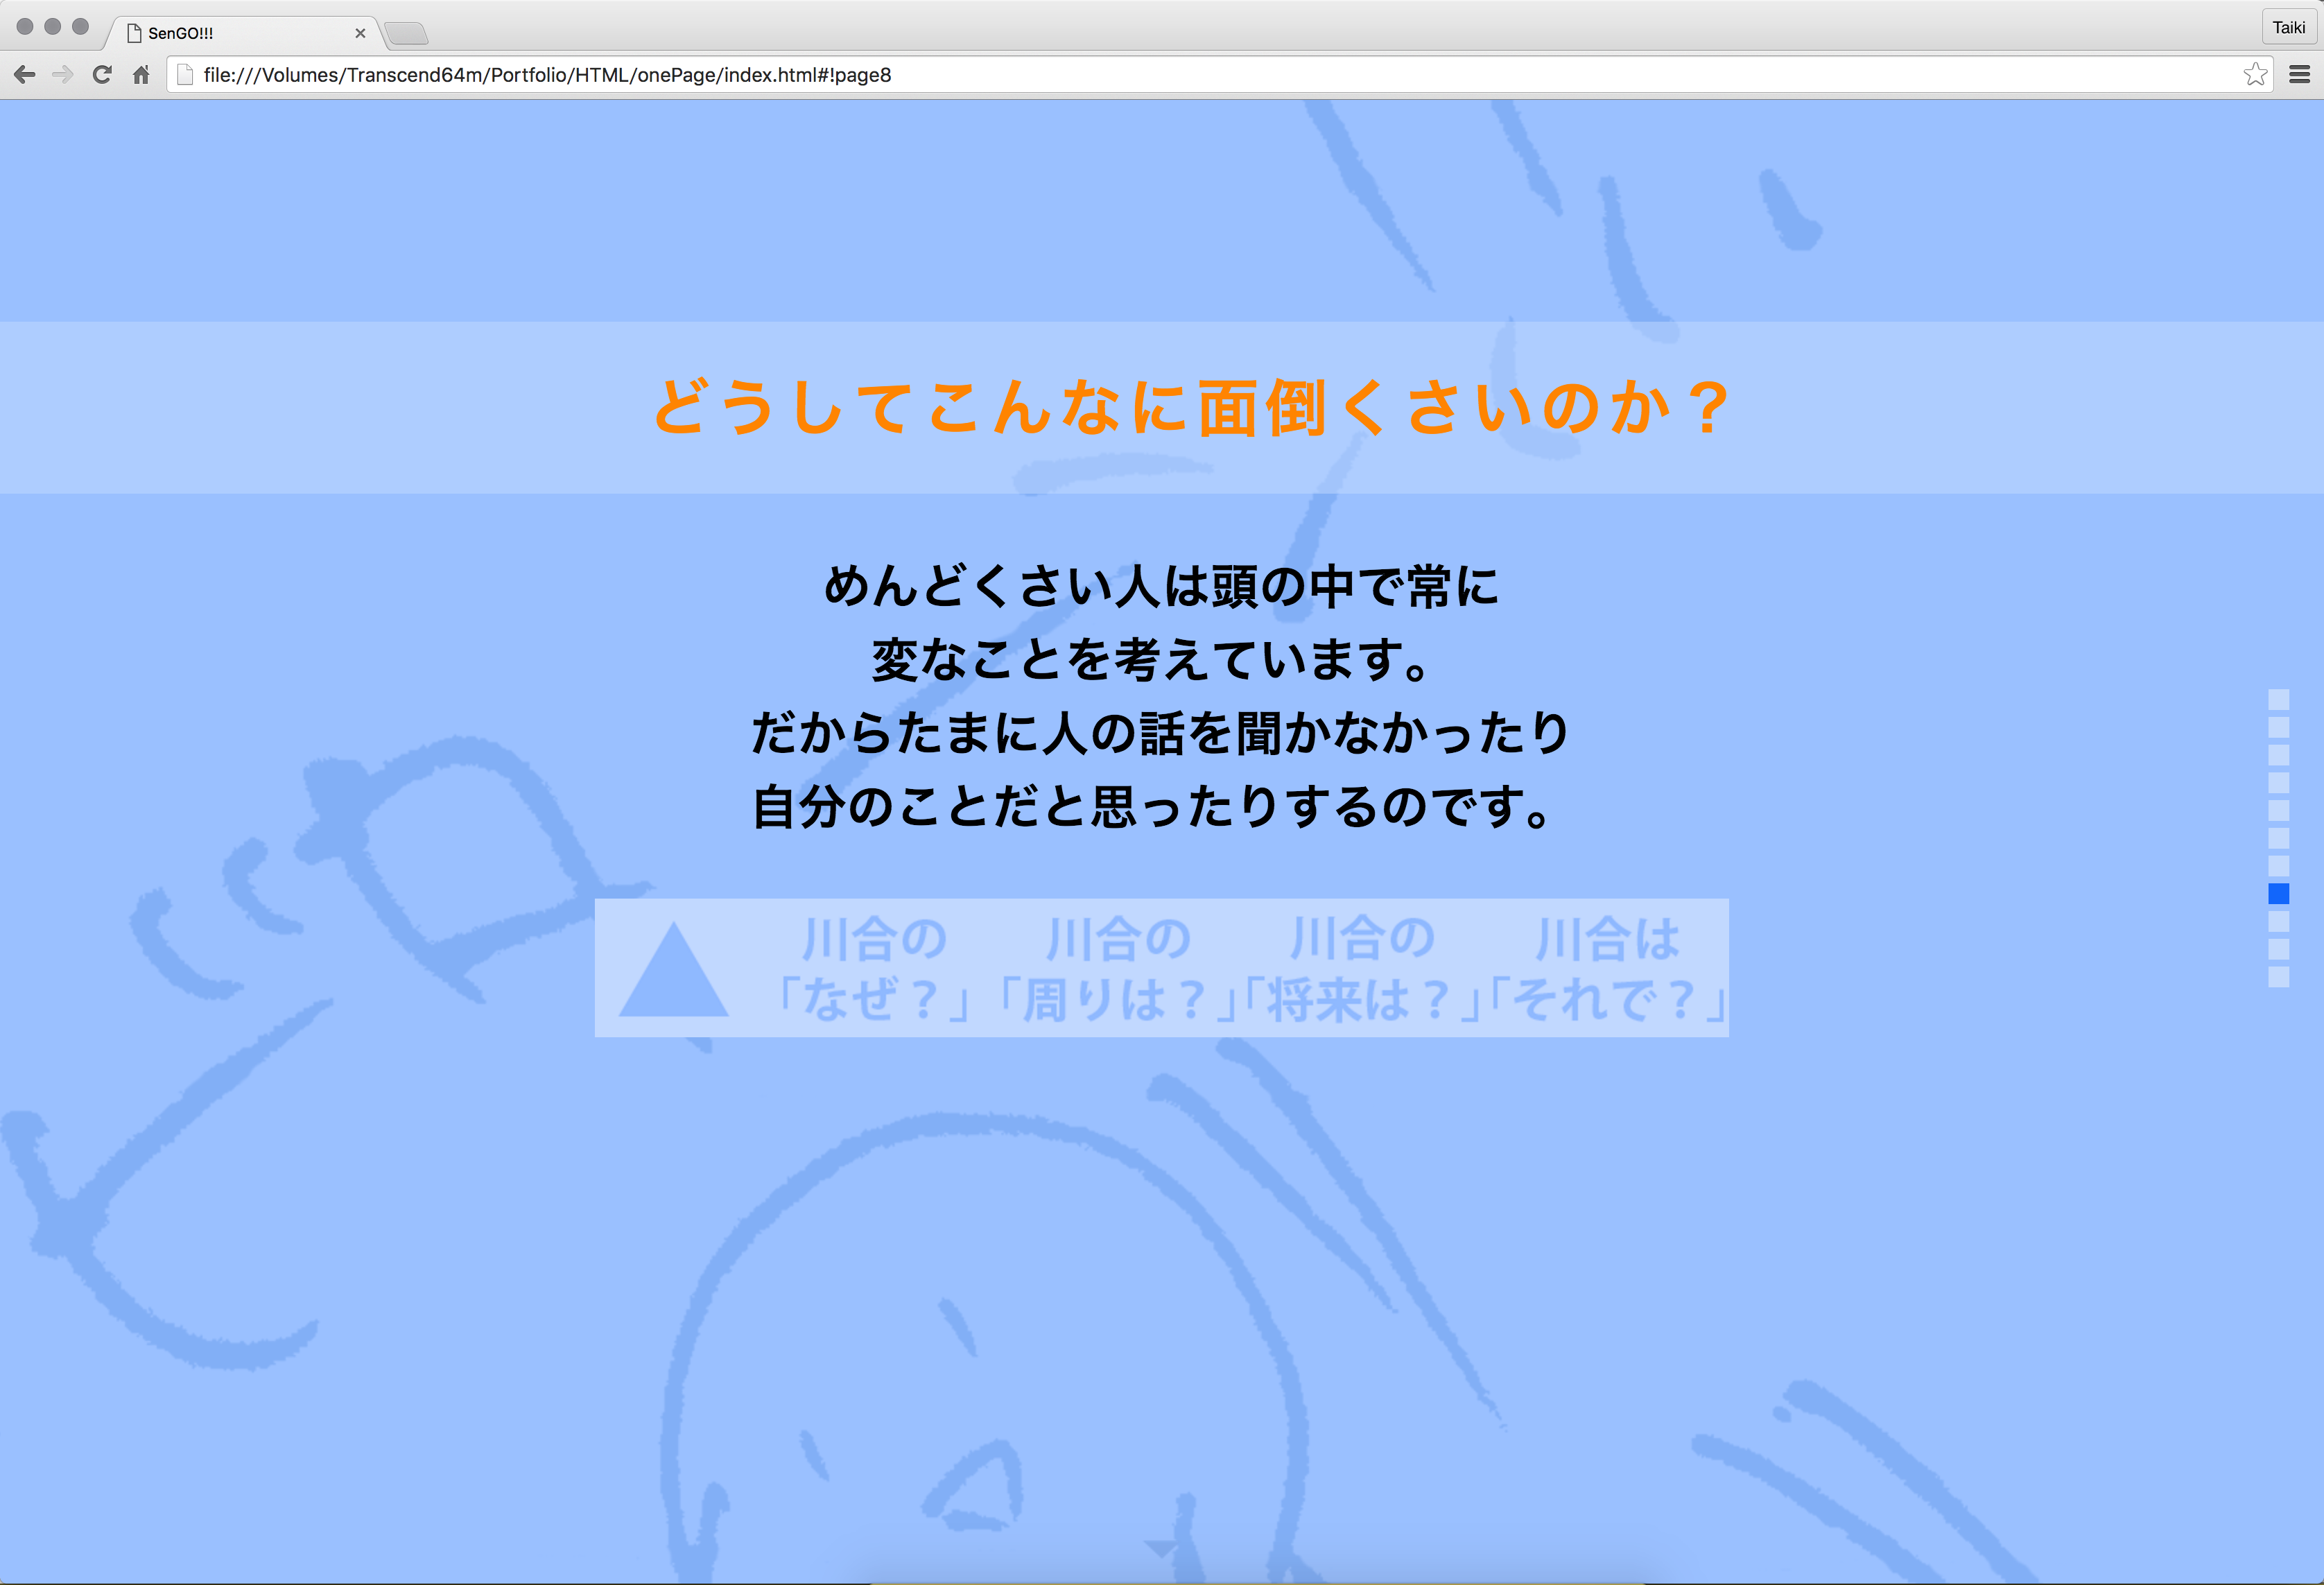 SenGO!!!
Taiki
file:///Volumes/Transcend64m/Portfolio/HTML/onePage/index.html#!page8
どうしてこんなに面倒くさいのか？
めんどくさい人は頭の中で常に
変なことを考えています。
だからたまに人の話を聞かなかったり
自分のことだと思ったりするのです。
川合の 川合の 川合の 川合は
「なぜ？」「周りは？」「将来は？」「それで？」